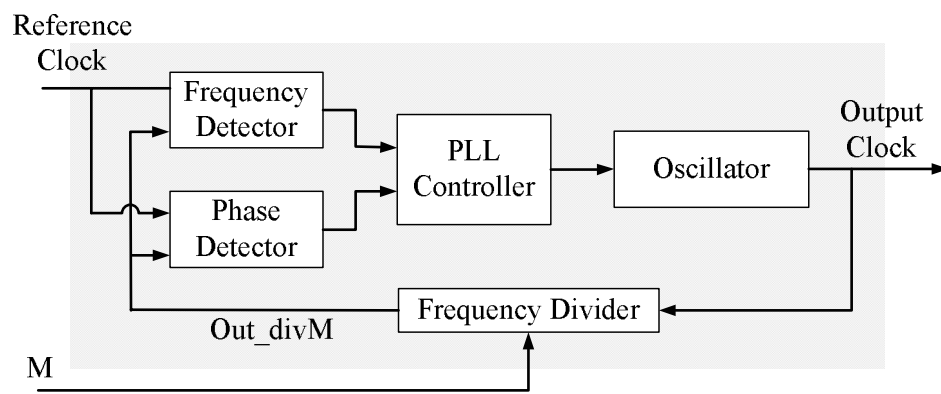 Reference
Clock
Frequency
Detector
Output
Clock
PLL
Controller
Oscillator
Phase
Detector
Frequency Divider
Out_divM
M